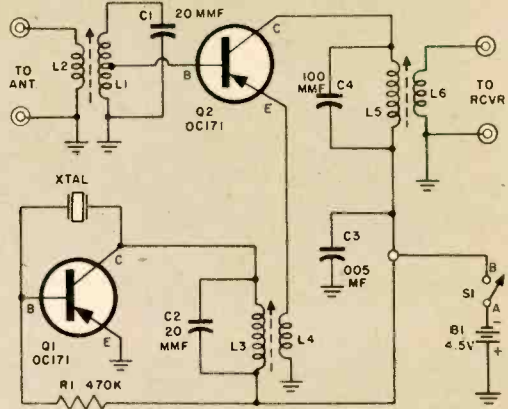 C1
20 MMF
C
TO
ANT.
L2
L1
B
Q2
OC171
E
100
MMF
C4
L5
L6
TO
RCVR
XTAL
C
B
E
Q1
OC171
C2
20
MMF
L3
L4
C3
.005
MF
B
S1
A
-
B1
4.5V
+
R1 470K